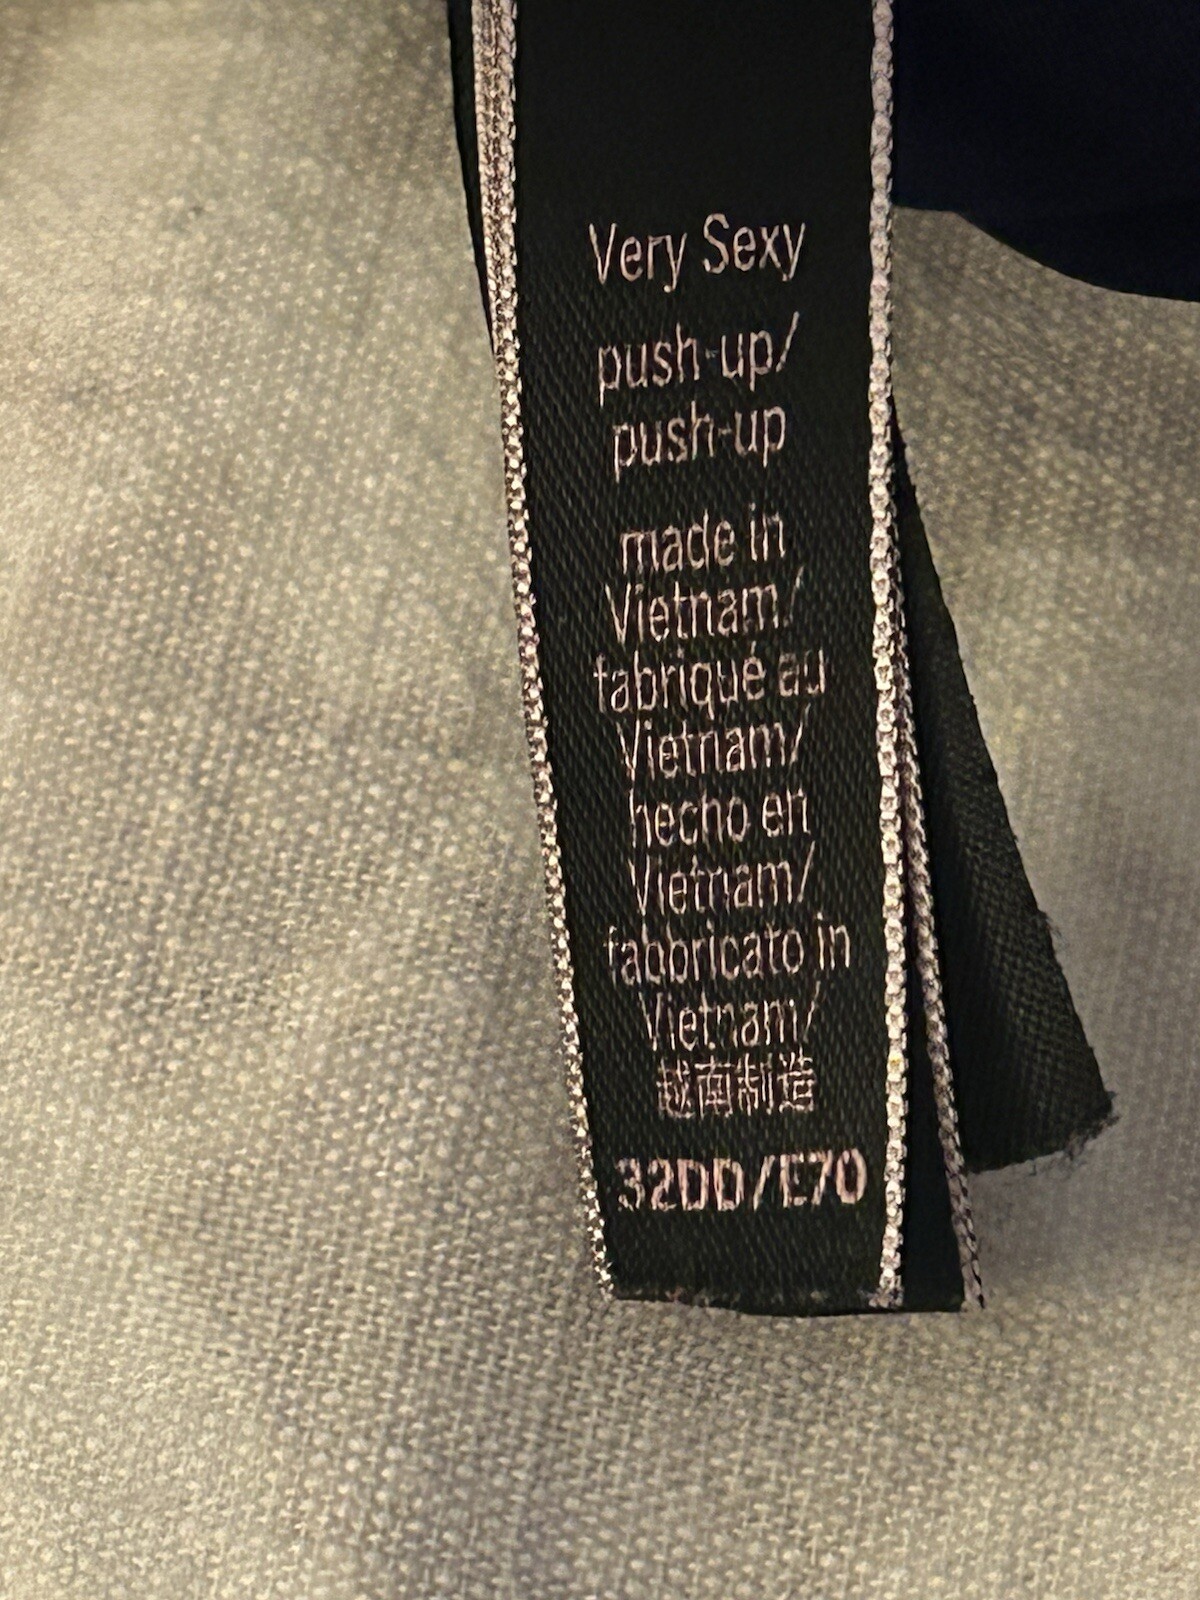 Very Sexy
push-up/
push-up
made in
Vietnam/
fabriqué au
Vietnam/
hecho en
Vietnam/
fabbricato in
Vietnam/
越南制造
32DD/E70